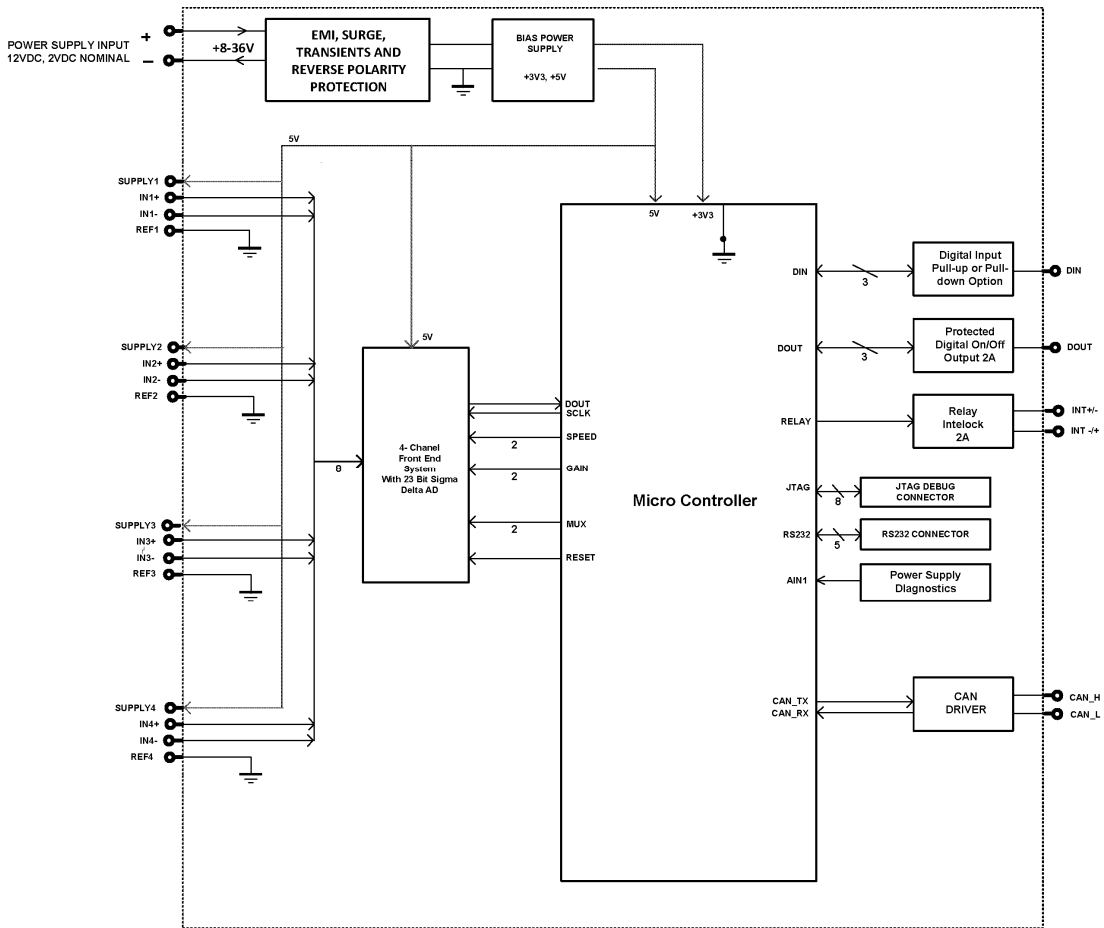 POWER SUPPLY INPUT
12VDC, 2VDC NOMINAL
+
–
+8-36V
EMI, SURGE,
TRANSIENTS AND
REVERSE POLARITY
PROTECTION
BIAS POWER
SUPPLY
+3V3, +5V
5V
SUPPLY1
IN1+
IN1-
REF1
SUPPLY2
IN2+
IN2-
REF2
SUPPLY3
IN3+
IN3-
REF3
SUPPLY4
IN4+
IN4-
REF4
8
5V
4- Chanel
Front End
System
With 23 Bit Sigma
Delta AD
2
2
2
5V
+3V3
DOUT
SCLK
SPEED
GAIN
MUX
RESET
Micro Controller
DIN
DOUT
RELAY
JTAG
RS232
AIN1
CAN_TX
CAN_RX
3
3
8
5
Digital Input
Pull-up or Pull-
down Option
DIN
Protected
Digital On/Off
Output 2A
DOUT
Relay
Intelock
2A
INT+/-
INT -/+
JTAG DEBUG
CONNECTOR
RS232 CONNECTOR
Power Supply
Diagnostics
CAN
DRIVER
CAN_H
CAN_L